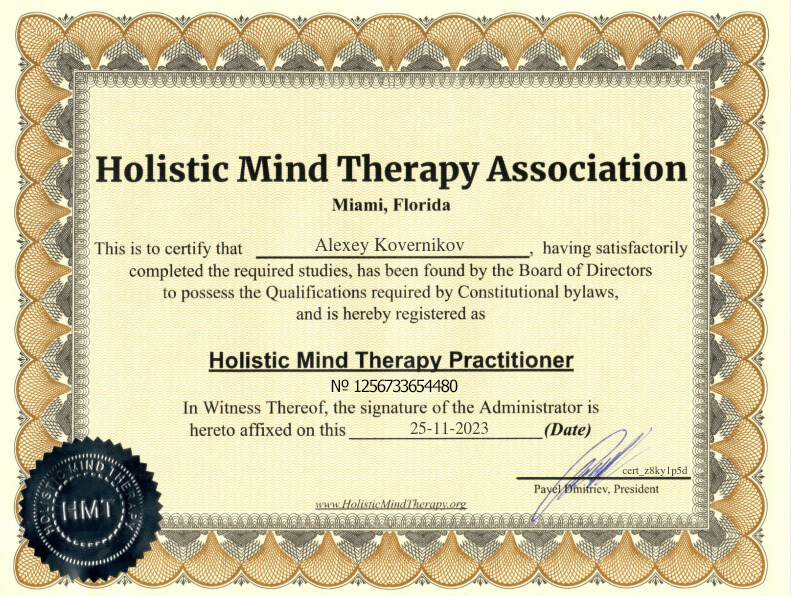 Holistic Mind Therapy Association
Miami, Florida
This is to certify that Alexey Kovernikov, having satisfactorily
completed the required studies, has been found by the Board of Directors
to possess the Qualifications required by Constitutional bylaws,
and is hereby registered as
Holistic Mind Therapy Practitioner
№ 1256733654480
In Witness Thereof, the signature of the Administrator is
hereto affixed on this 25-11-2023 (Date)
cert_z8ky1p5d
Pavel Dmitriev, President
www.HolisticMindTherapy.org
HOLISTIC MIND THERAPY
HMT